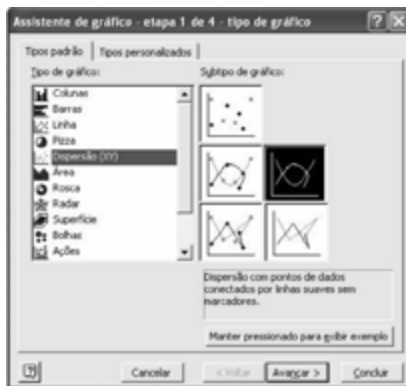 Assistente de gráfico - etapa 1 de 4 - tipo de gráfico
Tipos padrão
Tipos personalizados
Tipo de gráfico:
Colunas
Barras
Linha
Pizza
Dispersão (XY)
Área
Rosca
Radar
Superfície
Bolhas
Ações
Subtipo de gráfico:
Dispersão com pontos de dados
conectados por linhas suaves sem
marcadores.
Manter pressionado para exibir exemplo
Cancelar
< Voltar
Avançar >
Concluir